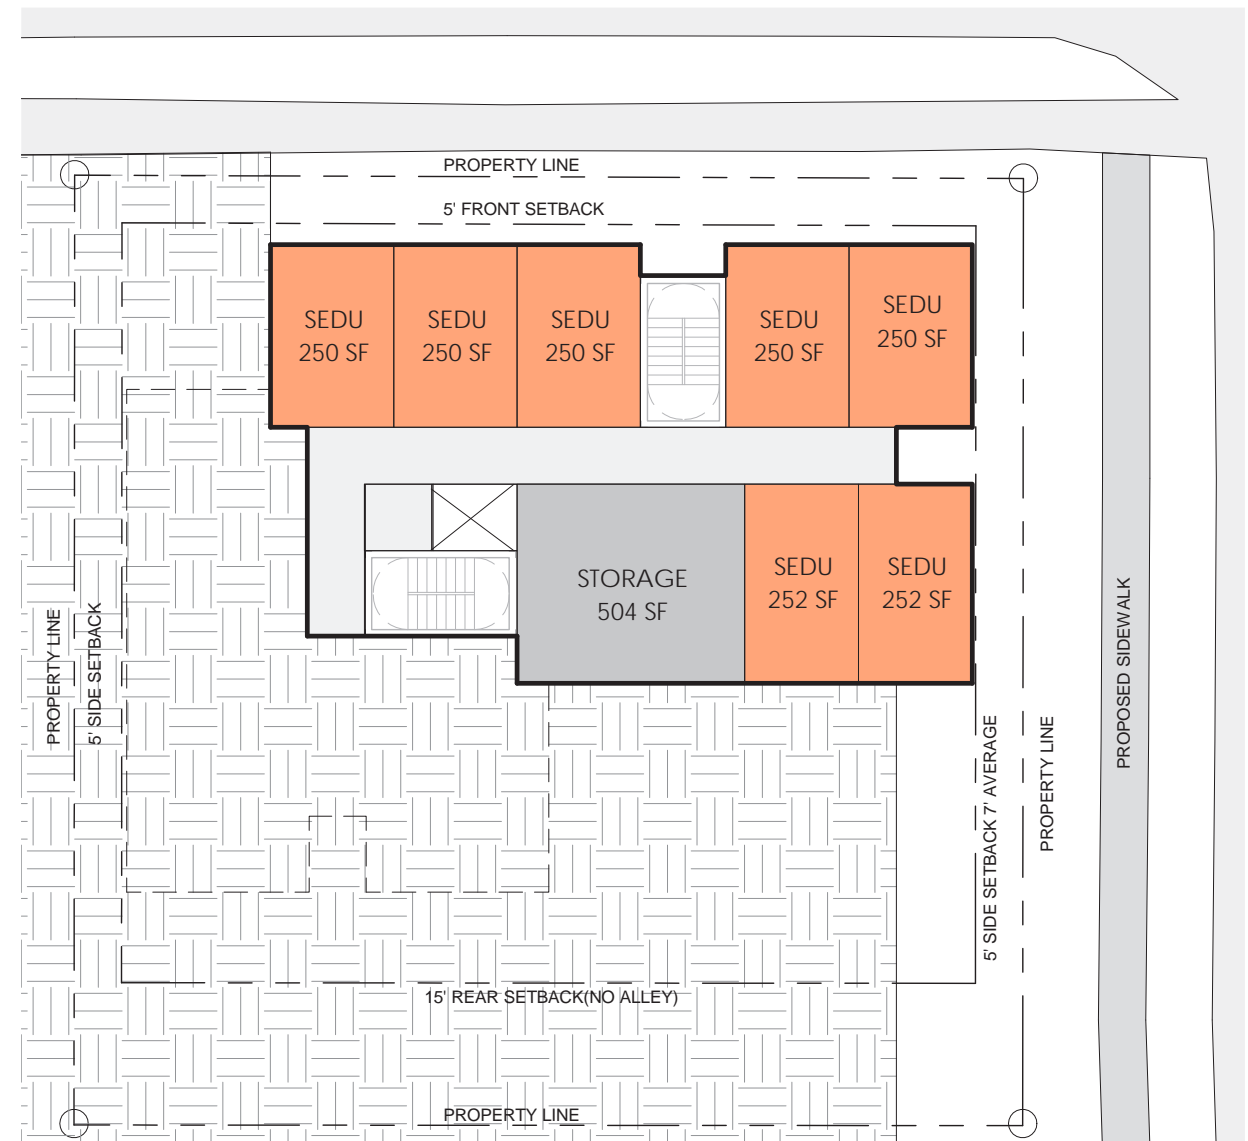 PROPERTY LINE
5' FRONT SETBACK
SEDU
250 SF
SEDU
250 SF
SEDU
250 SF
SEDU
250 SF
SEDU
250 SF
STORAGE
504 SF
SEDU
252 SF
SEDU
252 SF
PROPERTY LINE
5' SIDE SETBACK
5' SIDE SETBACK 7' AVERAGE
PROPERTY LINE
PROPOSED SIDEWALK
15' REAR SETBACK(NO ALLEY)
PROPERTY LINE